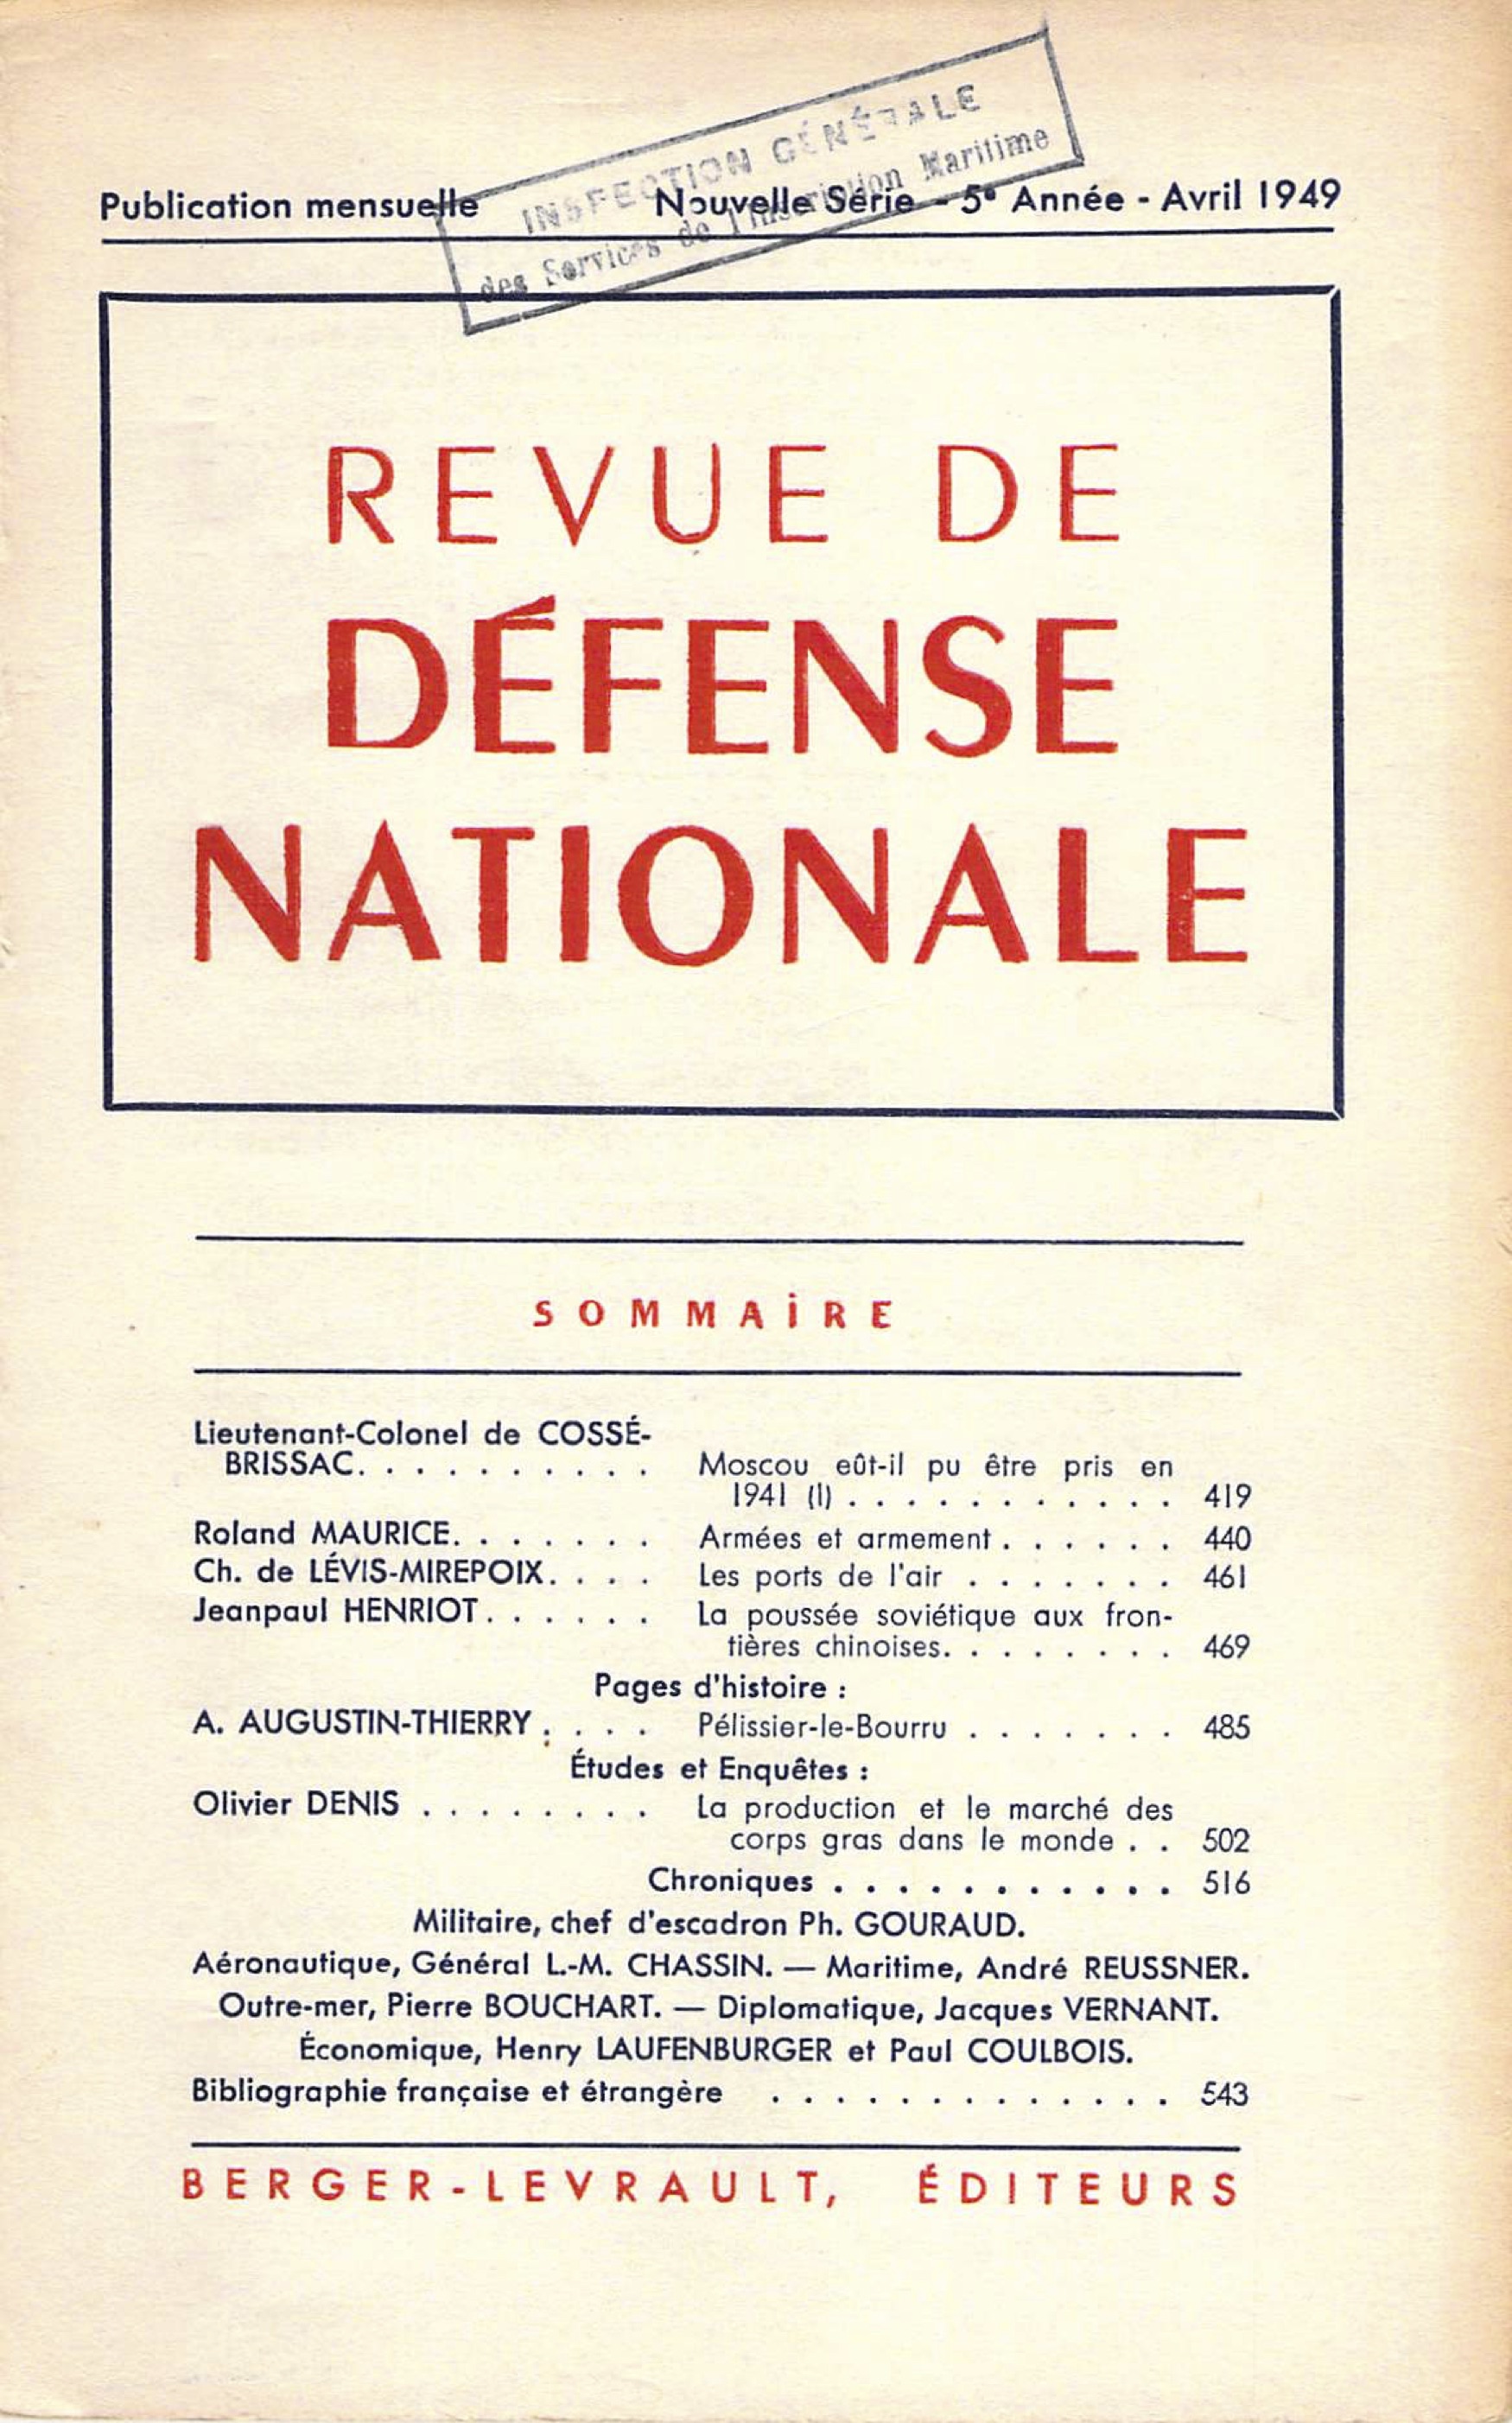 INSPECTION GÉNÉRALE
des Services de l'Inscription Maritime
Publication mensuelle Nouvelle Série - 5e Année - Avril 1949
REVUE DE
DÉFENSE
NATIONALE
SOMMAiRE
Lieutenant-Colonel de COSSÉ-
BRISSAC. . . . . . . . . . Moscou eût-il pu être pris en
1941 (I) . . . . . . . . . . . 419
Roland MAURICE. . . . . . . Armées et armement . . . . . . 440
Ch. de LÉVIS-MIREPOIX. . . . Les ports de l'air . . . . . . . 461
Jeanpaul HENRIOT. . . . . . La poussée soviétique aux fron-
tières chinoises. . . . . . . . 469
Pages d'histoire :
A. AUGUSTIN-THIERRY . . . . Pélissier-le-Bourru . . . . . . . 485
Études et Enquêtes :
Olivier DENIS . . . . . . . . La production et le marché des
corps gras dans le monde . . 502
Chroniques . . . . . . . . . . . 516
Militaire, chef d'escadron Ph. GOURAUD.
Aéronautique, Général L.-M. CHASSIN. — Maritime, André REUSSNER.
Outre-mer, Pierre BOUCHART. — Diplomatique, Jacques VERNANT.
Économique, Henry LAUFENBURGER et Paul COULBOIS.
Bibliographie française et étrangère . . . . . . . . . . . . . 543
BERGER-LEVRAULT, ÉDITEURS